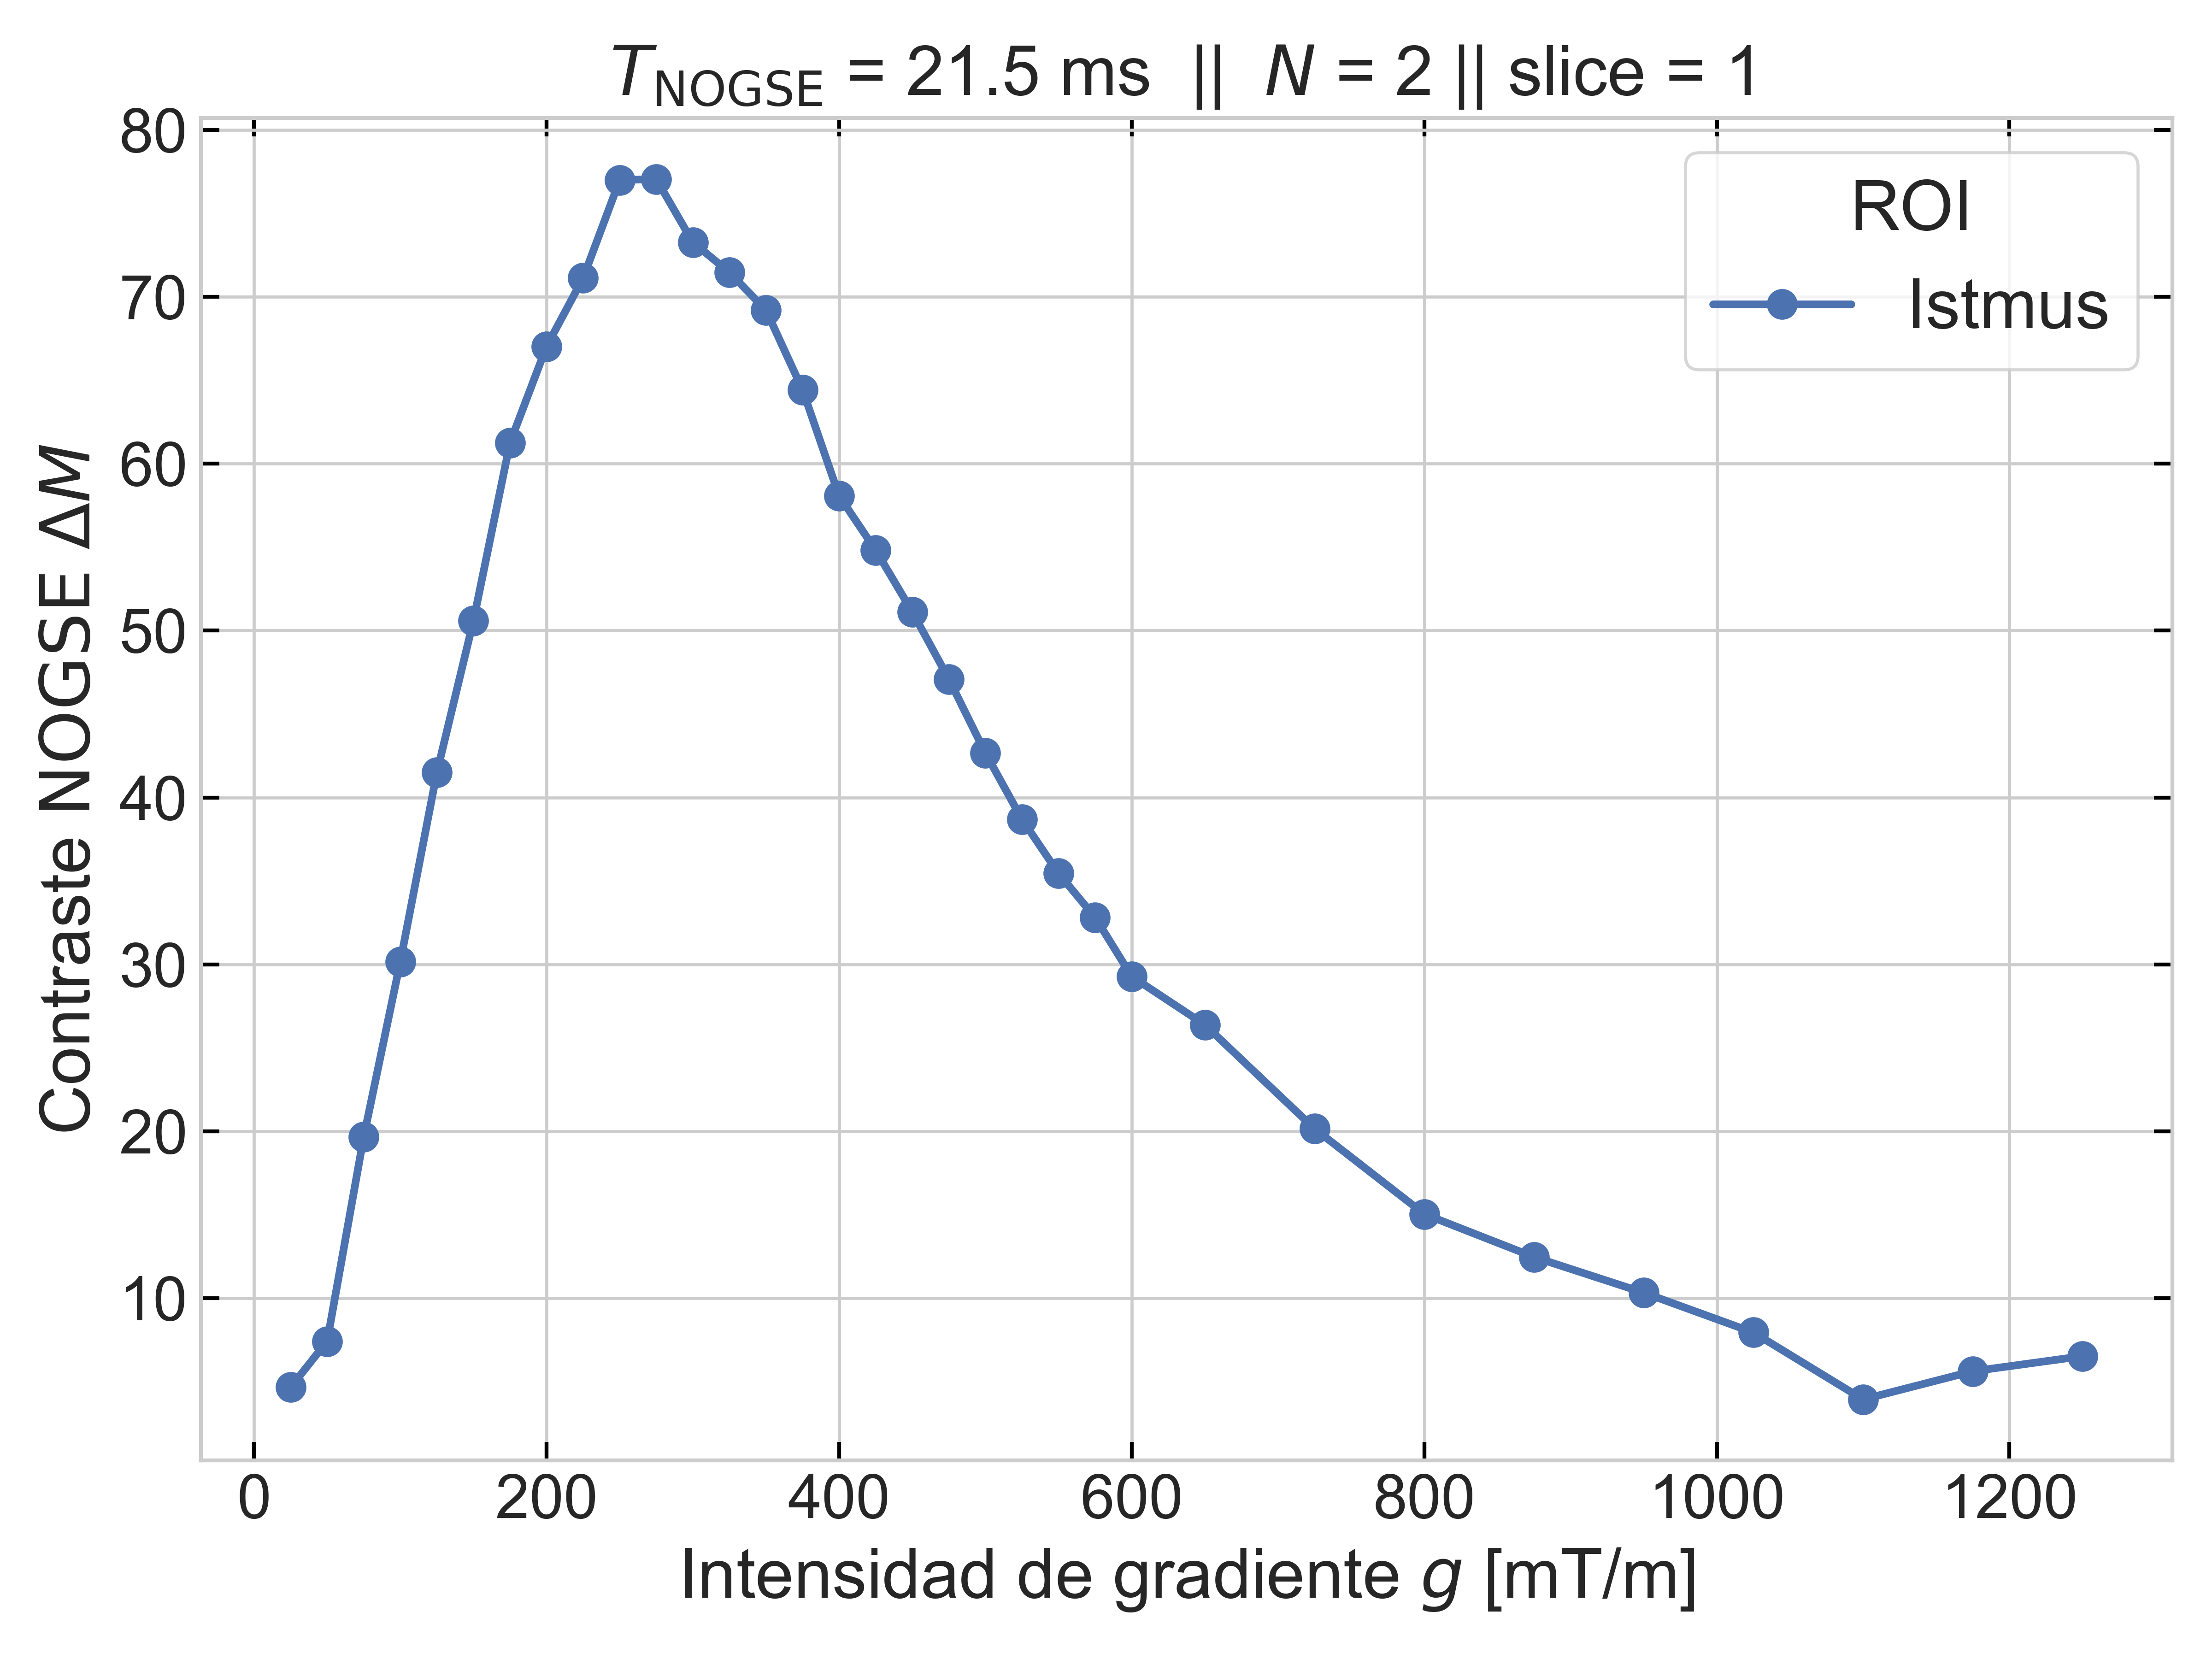 T_NOGSE = 21.5 ms || N = 2 || slice = 1
Contraste NOGSE ΔM
80
70
60
50
40
30
20
10
ROI
Istmus
0 200 400 600 800 1000 1200
Intensidad de gradiente g [mT/m]